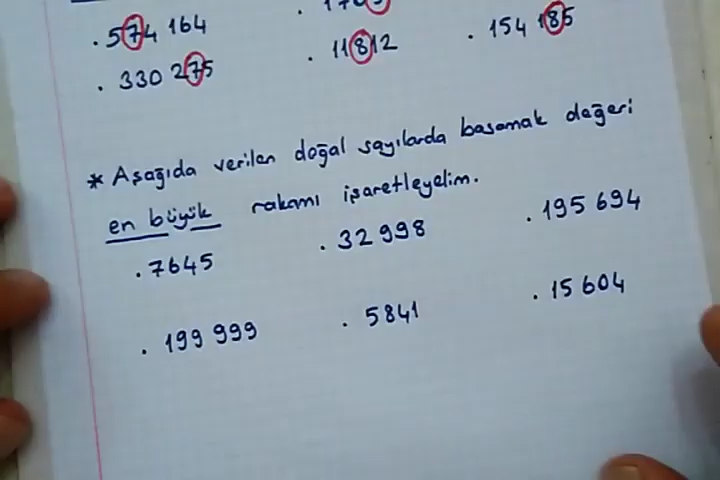 . 574 164
. 11812
. 154 185
. 330 275
* Aşağıda verilen doğal sayılarda basamak değeri
en büyük rakamı işaretleyelim.
. 7645
. 32 998
. 195 694
. 199 999
. 5841
. 15 604